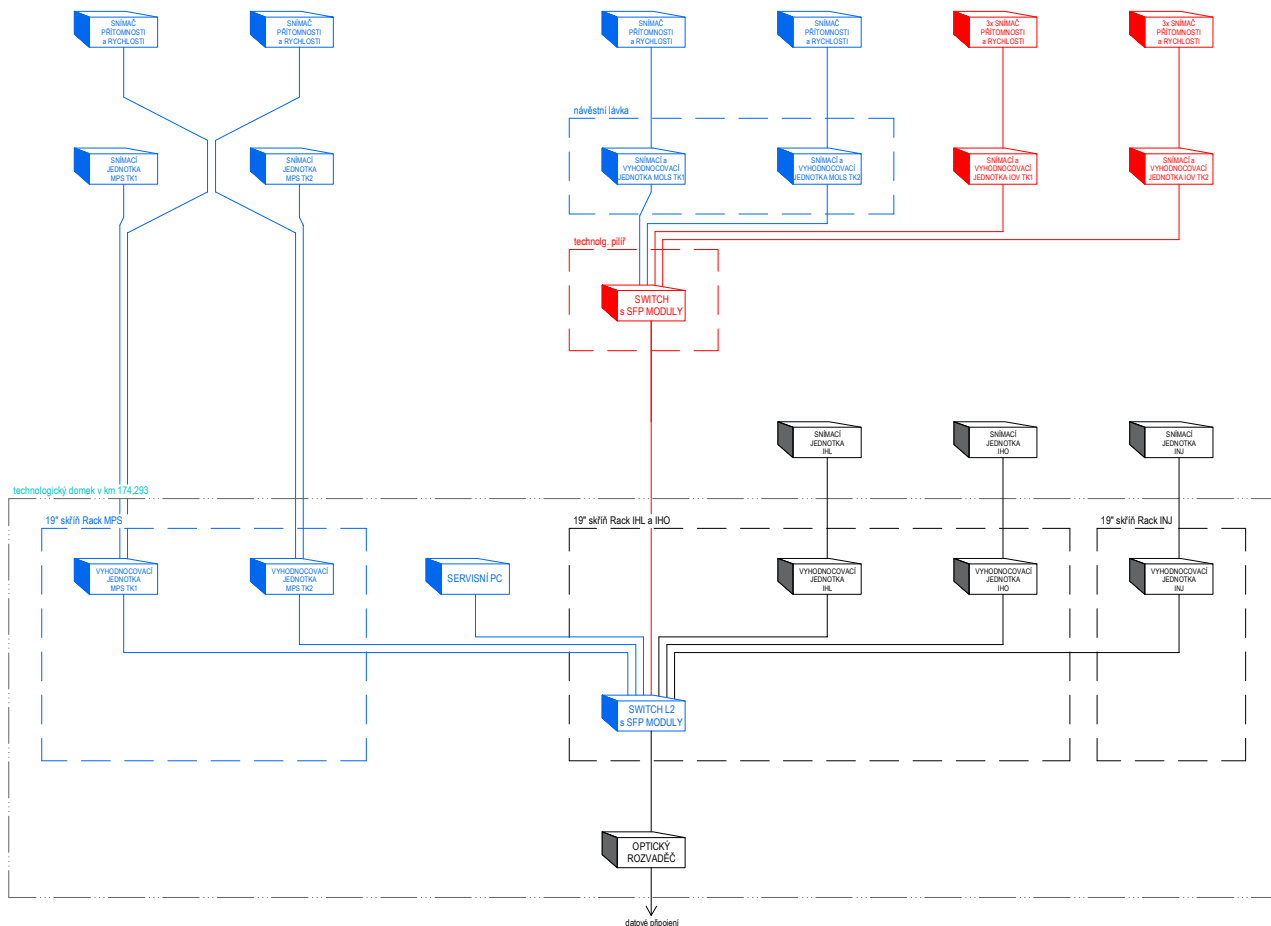 SNÍMAČ
PŘÍTOMNOSTI
a RYCHLOSTI
SNÍMAČ
PŘÍTOMNOSTI
a RYCHLOSTI
SNÍMAČ
PŘÍTOMNOSTI
a RYCHLOSTI
SNÍMAČ
PŘÍTOMNOSTI
a RYCHLOSTI
3x SNÍMAČ
PŘÍTOMNOSTI
a RYCHLOSTI
3x SNÍMAČ
PŘÍTOMNOSTI
a RYCHLOSTI
návěstní lávka
SNÍMACÍ
JEDNOTKA
MPS TK1
SNÍMACÍ
JEDNOTKA
MPS TK2
SNÍMACÍ a
VYHODNOCOVACÍ
JEDNOTKA MOLS TK1
SNÍMACÍ a
VYHODNOCOVACÍ
JEDNOTKA MOLS TK2
SNÍMACÍ a
VYHODNOCOVACÍ
JEDNOTKA IOV TK1
SNÍMACÍ a
VYHODNOCOVACÍ
JEDNOTKA IOV TK2
technolg. pilíř
SWITCH
s SFP MODULY
SNÍMACÍ
JEDNOTKA
IHL
SNÍMACÍ
JEDNOTKA
IHO
SNÍMACÍ
JEDNOTKA
INJ
technologický domek v km 174,293
19" skříň Rack MPS
19" skříň Rack IHL a IHO
19" skříň Rack INJ
VYHODNOCOVACÍ
JEDNOTKA
MPS TK1
VYHODNOCOVACÍ
JEDNOTKA
MPS TK2
SERVISNÍ PC
VYHODNOCOVACÍ
JEDNOTKA
IHL
VYHODNOCOVACÍ
JEDNOTKA
IHO
VYHODNOCOVACÍ
JEDNOTKA
INJ
SWITCH L2
s SFP MODULY
OPTICKÝ
ROZVADĚČ
datové připojení